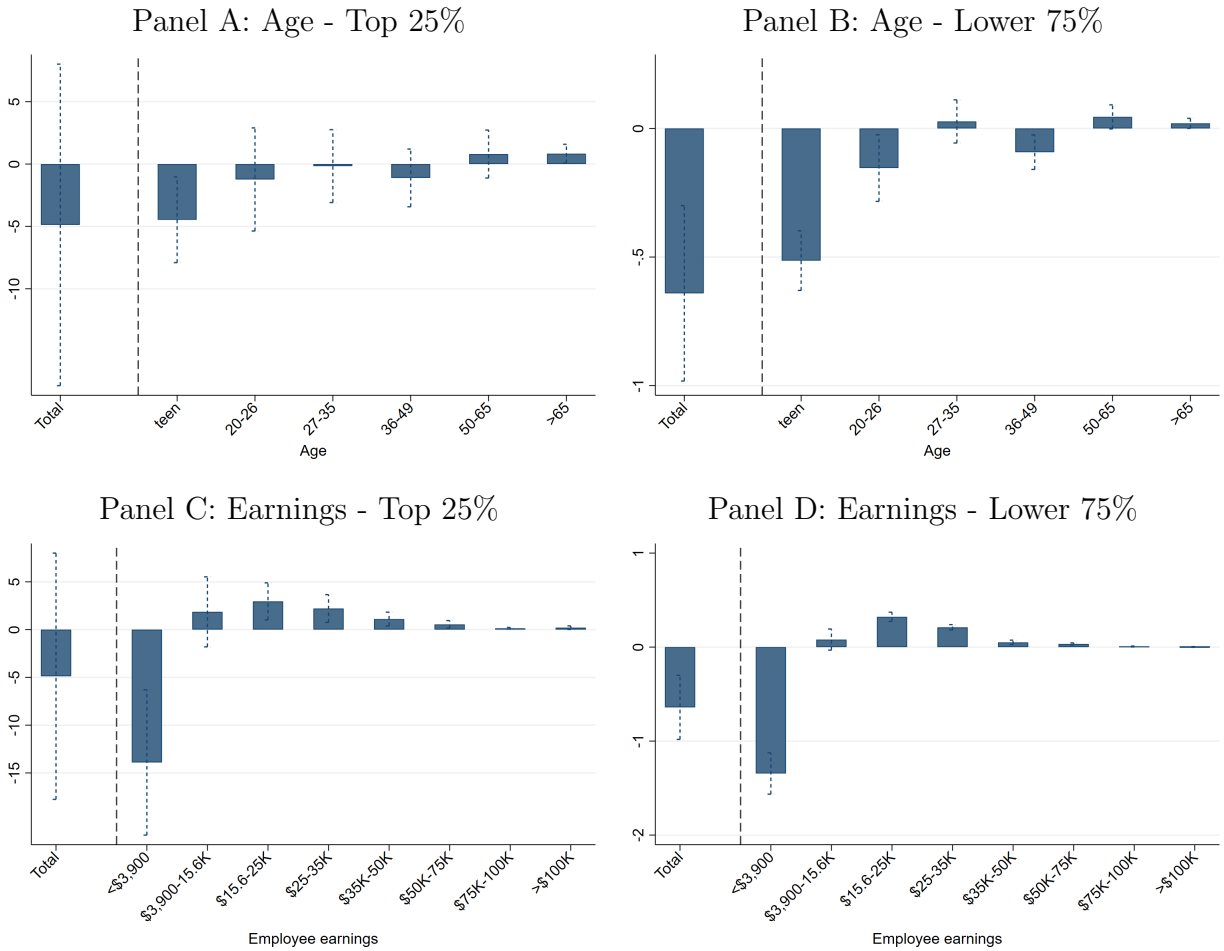 Panel A: Age - Top 25%
5
0
-5
-10
Total
teen
20-26
27-35
36-49
50-65
>65
Age
Panel B: Age - Lower 75%
0
-.5
-1
Total
teen
20-26
27-35
36-49
50-65
>65
Age
Panel C: Earnings - Top 25%
5
0
-5
-10
-15
Total
<$3,900
$3,900-15.6K
$15.6-25K
$25-35K
$35K-50K
$50K-75K
$75K-100K
>$100K
Employee earnings
Panel D: Earnings - Lower 75%
1
0
-1
-2
Total
<$3,900
$3,900-15.6K
$15.6-25K
$25-35K
$35K-50K
$50K-75K
$75K-100K
>$100K
Employee earnings